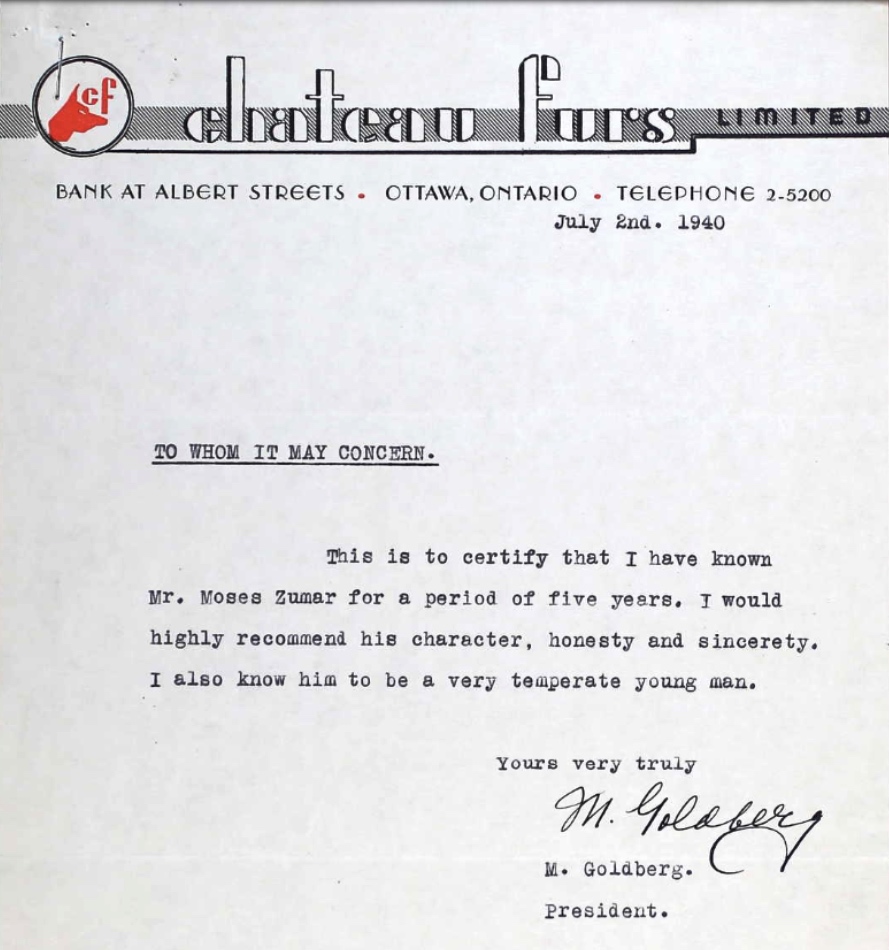 cf
chateau furs LIMITED
BANK AT ALBERT STREETS • OTTAWA, ONTARIO • TELEPHONE 2-5200
July 2nd. 1940
TO WHOM IT MAY CONCERN.
This is to certify that I have known
Mr. Moses Zumar for a period of five years. I would
highly recommend his character, honesty and sincerety.
I also know him to be a very temperate young man.
Yours very truly
M. Goldberg
M. Goldberg.
President.